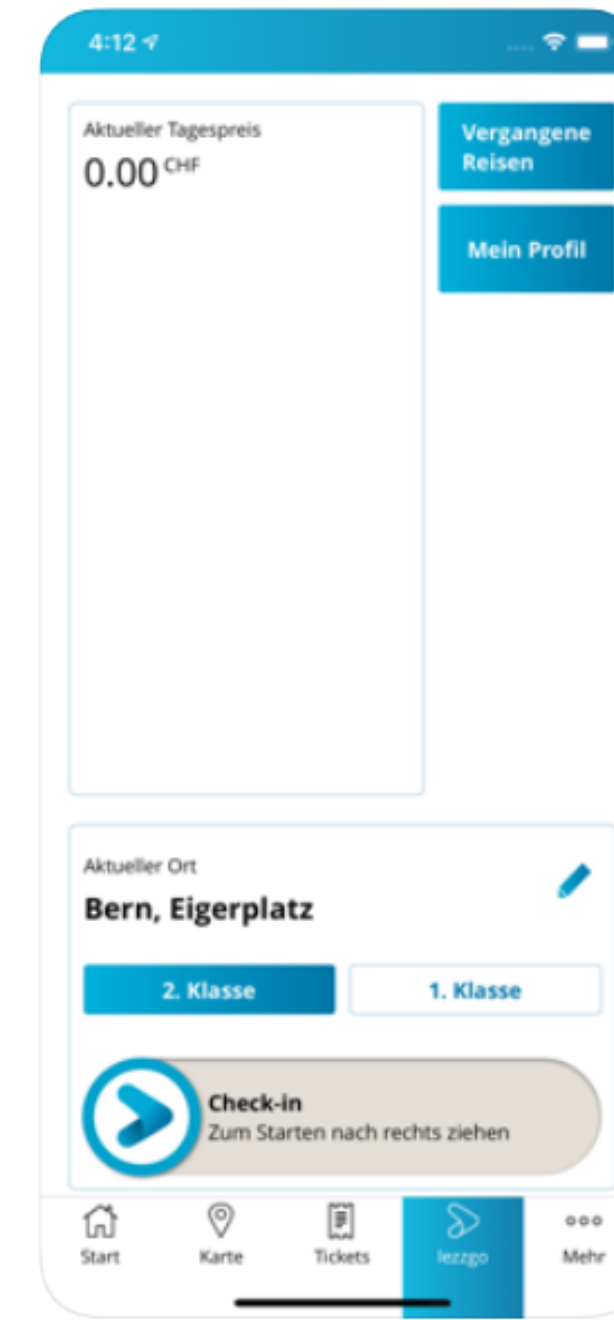 4:12
Aktueller Tagespreis
0.00 CHF
Vergangene
Reisen
Mein Profil
Aktueller Ort
Bern, Eigerplatz
2. Klasse
1. Klasse
Check-in
Zum Starten nach rechts ziehen
Start
Karte
Tickets
lezzgo
Mehr